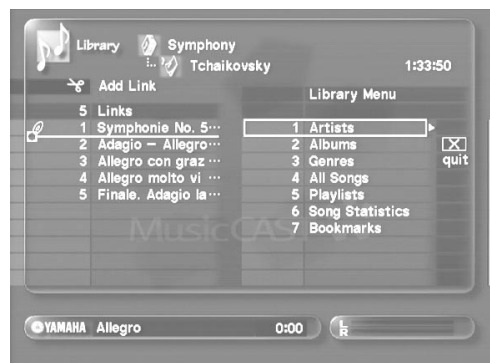 Library Symphony
Tchaikovsky 1:33:50
Add Link
5 Links
1 Symphonie No. 5...
2 Adagio – Allegro...
3 Allegro con graz ...
4 Allegro molto vi ...
5 Finale. Adagio la...
Library Menu
1 Artists
2 Albums
3 Genres
4 All Songs
5 Playlists
6 Song Statistics
7 Bookmarks
X
quit
MusicCAST
YAMAHA Allegro 0:00
L
R